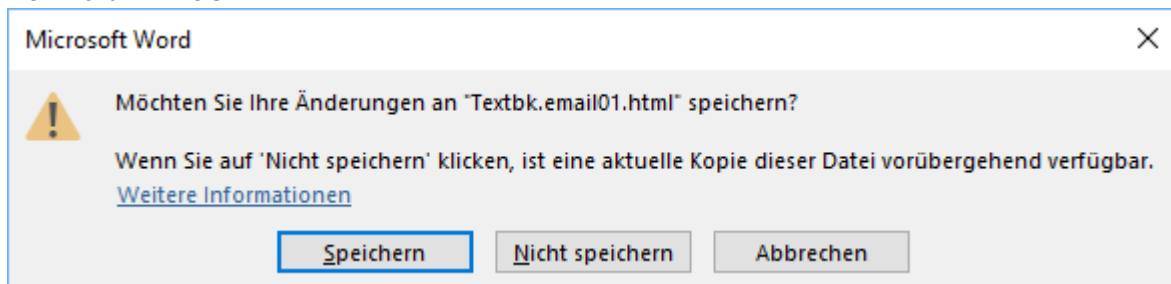 Microsoft Word
Möchten Sie Ihre Änderungen an "Textbk.email01.html" speichern?
Wenn Sie auf 'Nicht speichern' klicken, ist eine aktuelle Kopie dieser Datei vorübergehend verfügbar.
Weitere Informationen
Speichern Nicht speichern Abbrechen